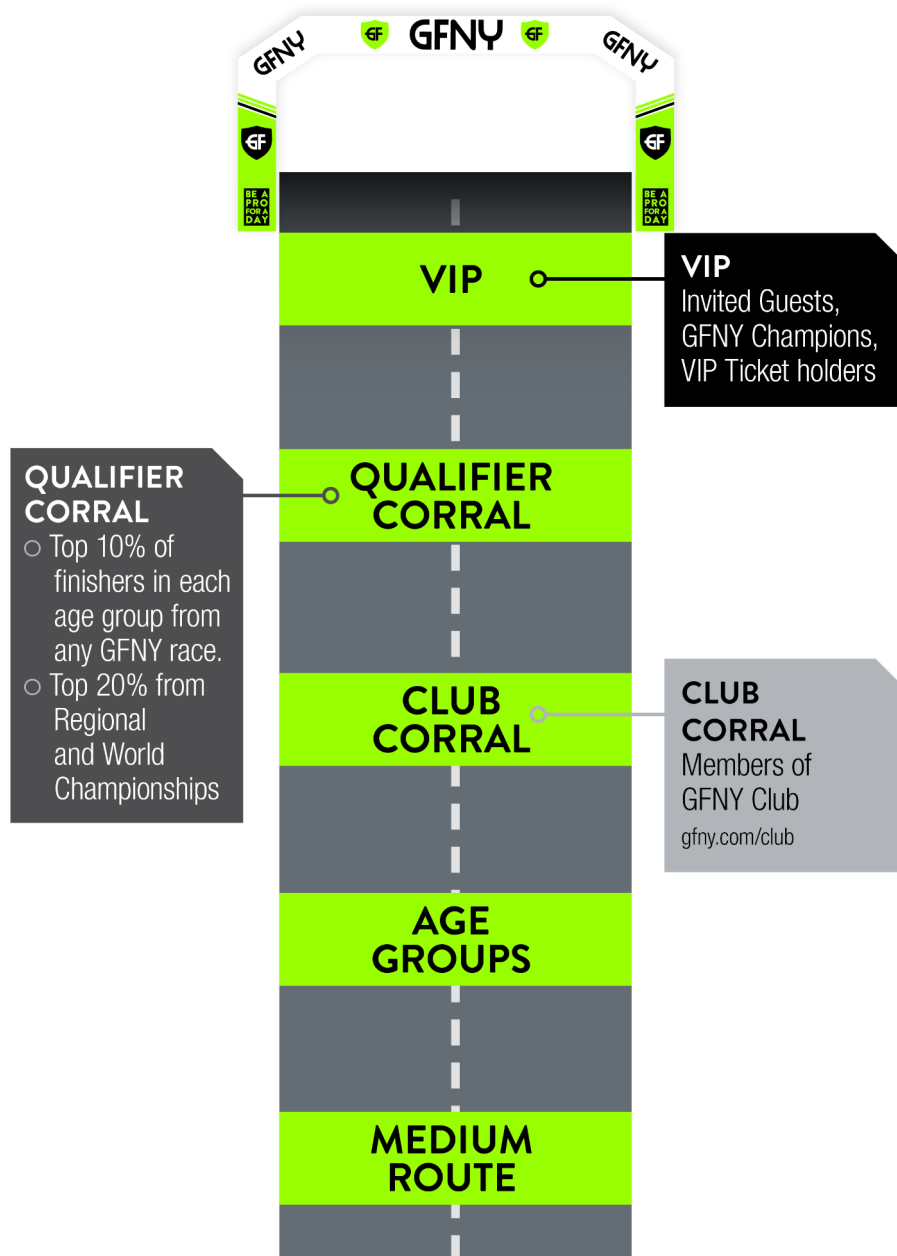 GFNY
GF
GFNY
GF
GFNY
GF
GF
BE A
PRO
FOR A
DAY
BE A
PRO
FOR A
DAY
VIP
VIP
Invited Guests,
GFNY Champions,
VIP Ticket holders
QUALIFIER
CORRAL
QUALIFIER
CORRAL
Top 10% of
finishers in each
age group from
any GFNY race.
Top 20% from
Regional
and World
Championships
CLUB
CORRAL
CLUB
CORRAL
Members of
GFNY Club
gfny.com/club
AGE
GROUPS
MEDIUM
ROUTE